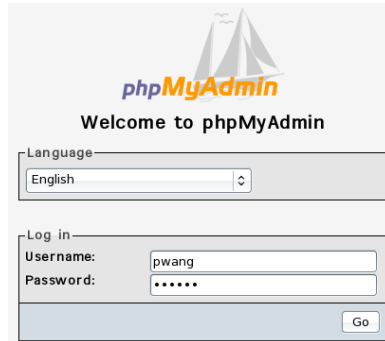 phpMyAdmin
Welcome to phpMyAdmin
Language
English
Log in
Username: pwang
Password: ••••••
Go